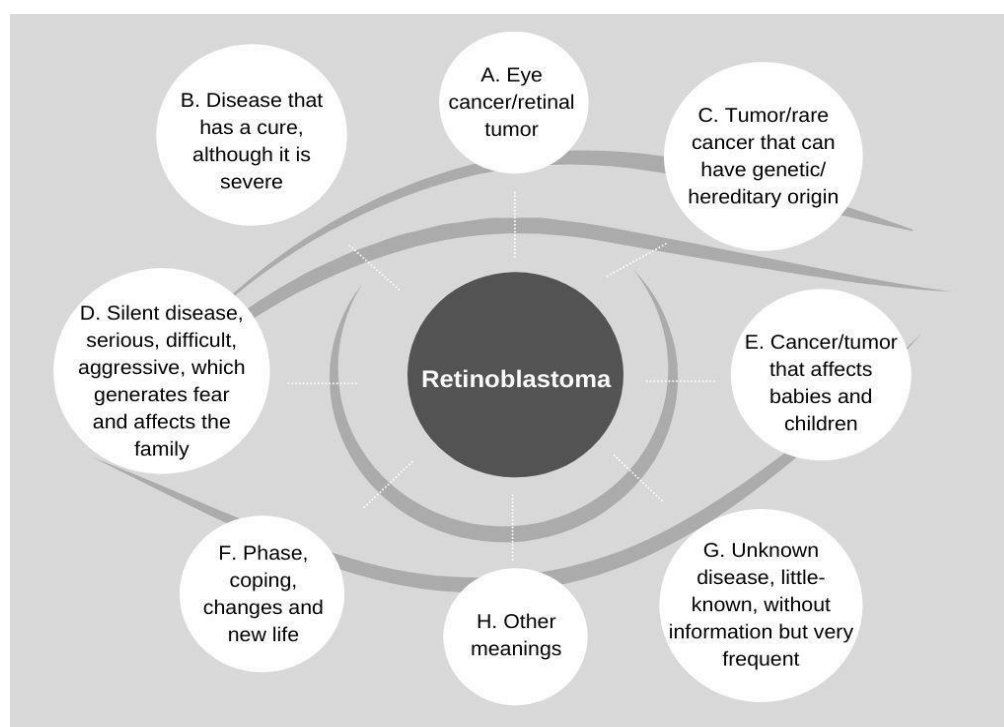 A. Eye
cancer/retinal
tumor
B. Disease that
has a cure,
although it is
severe
C. Tumor/rare
cancer that can
have genetic/
hereditary origin
D. Silent disease,
serious, difficult,
aggressive, which
generates fear
and affects the
family
Retinoblastoma
E. Cancer/tumor
that affects
babies and
children
F. Phase,
coping,
changes and
new life
H. Other
meanings
G. Unknown
disease, little-
known, without
information but very
frequent